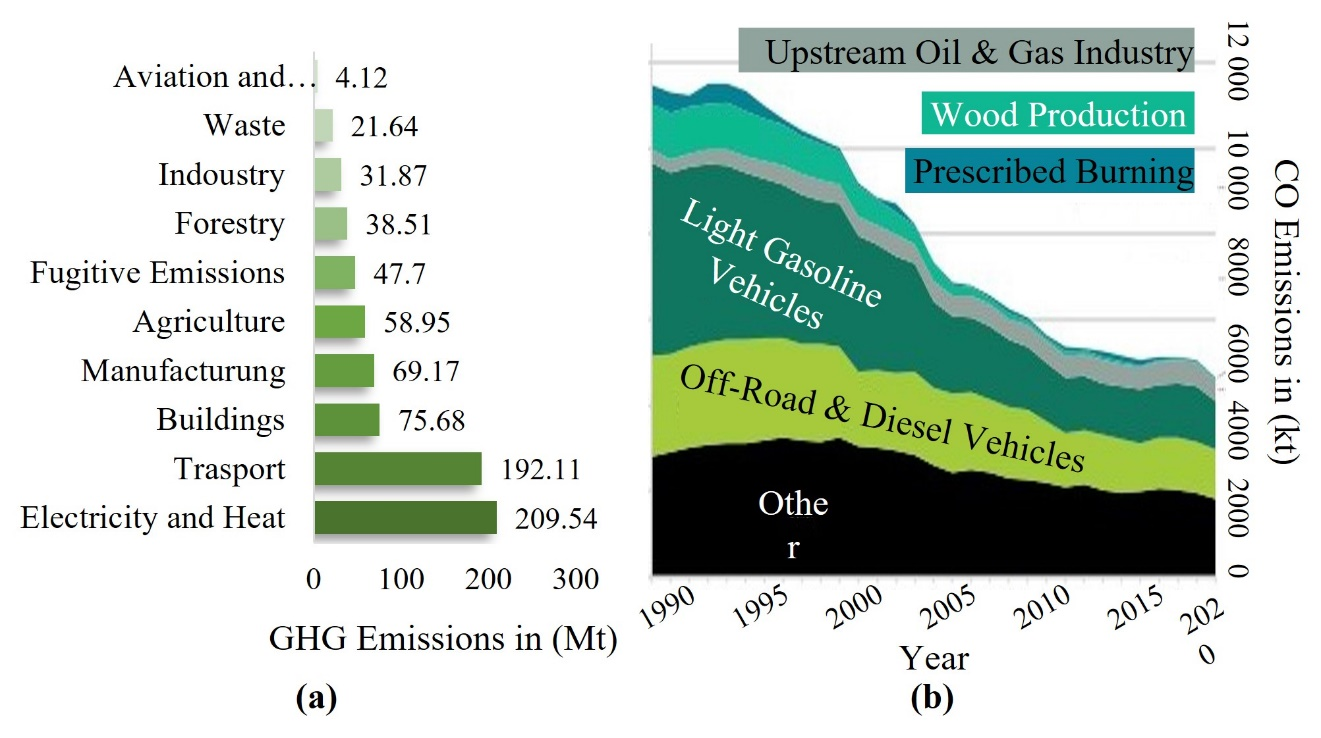 Aviation and… 4.12
Waste 21.64
Indoustry 31.87
Forestry 38.51
Fugitive Emissions 47.7
Agriculture 58.95
Manufacturung 69.17
Buildings 75.68
Trasport 192.11
Electricity and Heat 209.54
0 100 200 300
GHG Emissions in (Mt)
(a)
Upstream Oil & Gas Industry
Wood Production
Prescribed Burning
Light Gasoline
Vehicles
Off-Road & Diesel Vehicles
Othe
r
12 000
10 000
8000
6000
4000
2000
0
CO Emissions in (kt)
1990 1995 2000 2005 2010 2015 202
0
Year
(b)